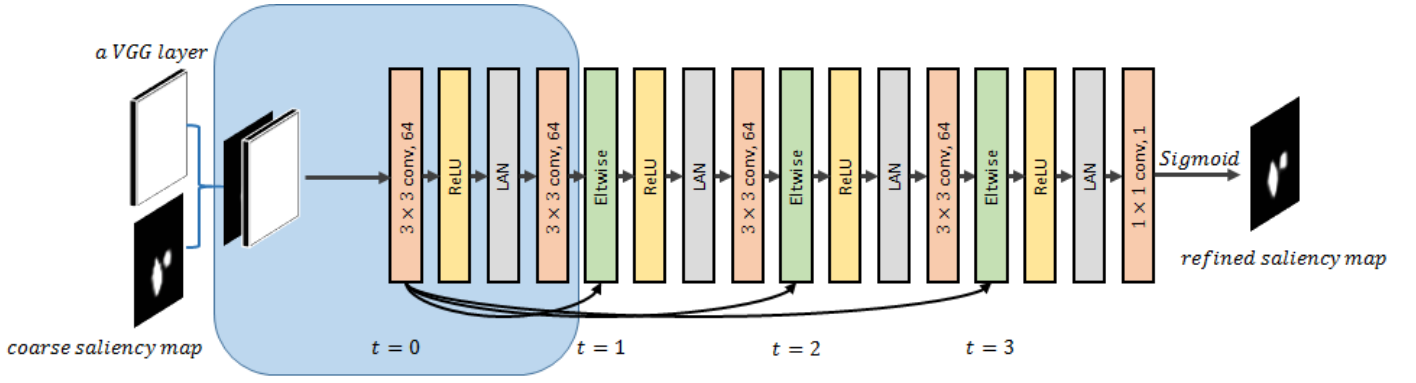 a VGG layer
coarse saliency map
3 × 3 conv, 64
ReLU
LAN
3 × 3 conv, 64
Eltwise
ReLU
LAN
3 × 3 conv, 64
Eltwise
ReLU
LAN
3 × 3 conv, 64
Eltwise
ReLU
LAN
1 × 1 conv, 1
Sigmoid
refined saliency map
t = 0
t = 1
t = 2
t = 3